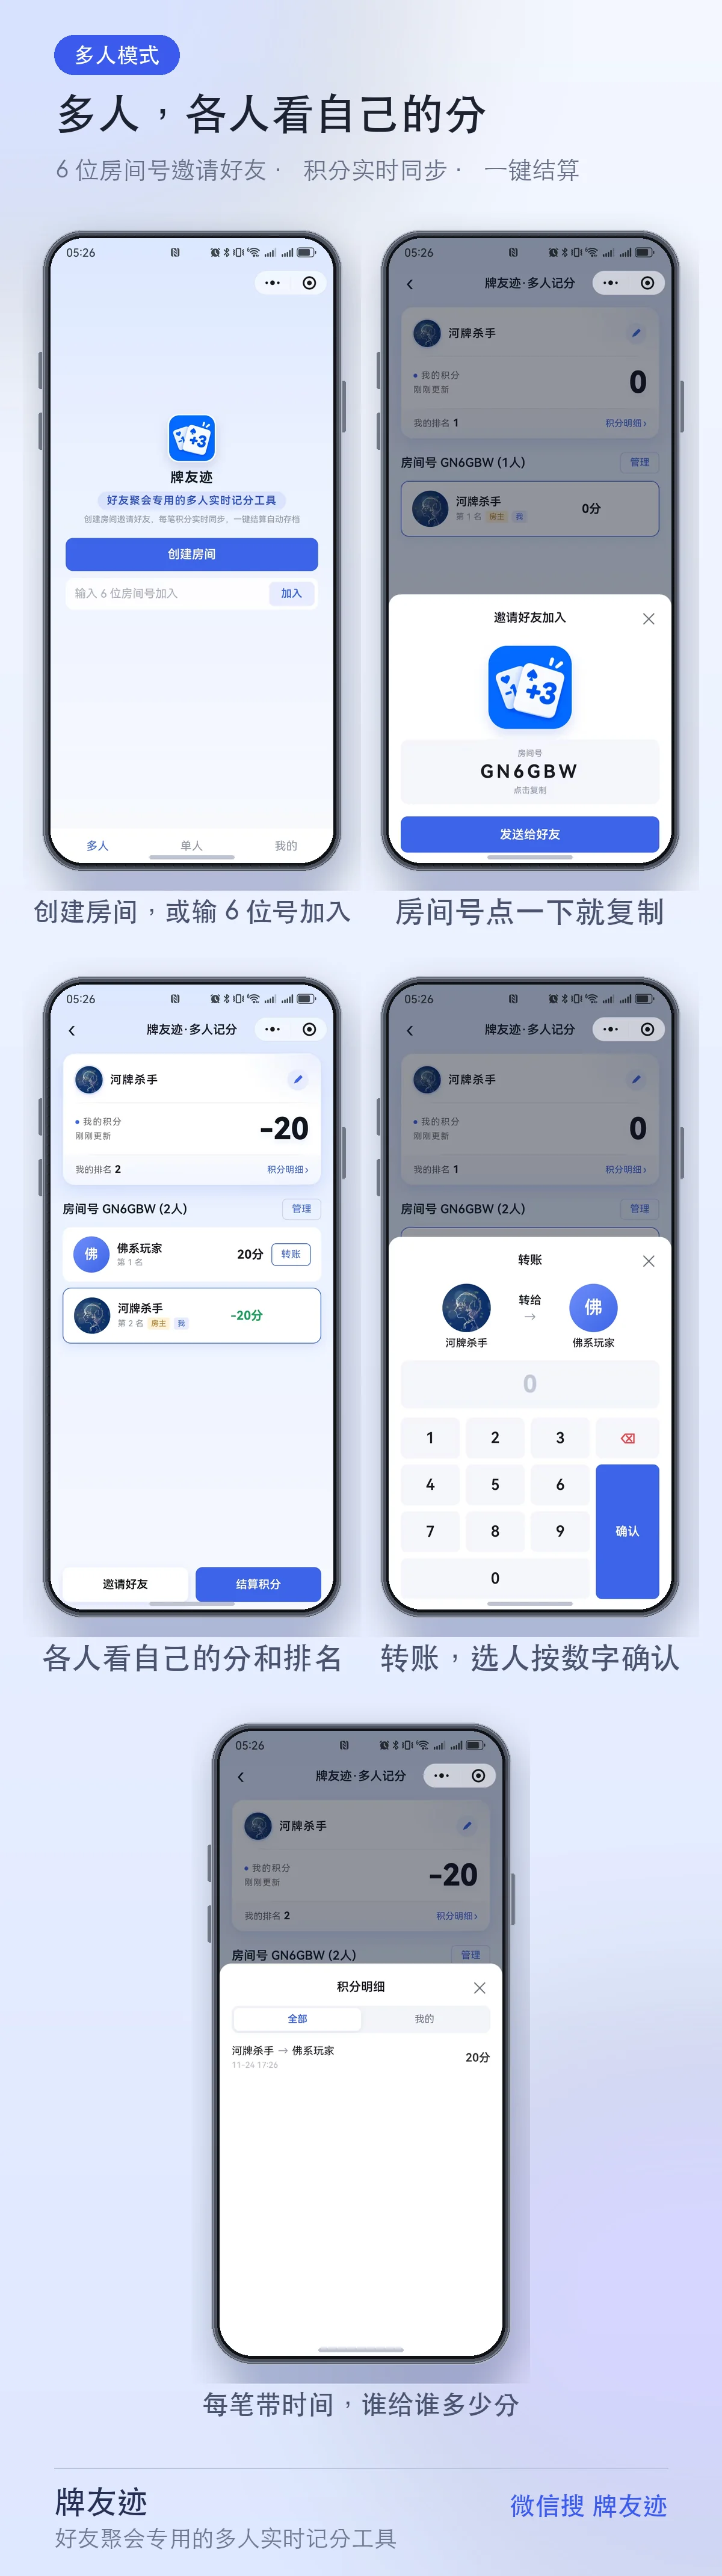 多人模式
多人，各人看自己的分
6 位房间号邀请好友 · 积分实时同步 · 一键结算
05:26
+3
牌友迹
好友聚会专用的多人实时记分工具
创建房间邀请好友，每笔积分实时同步，一键结算自动存档
创建房间
输入 6 位房间号加入
加入
多人 单人 我的
创建房间，或输 6 位号加入
05:26
牌友迹·多人记分
河牌杀手
我的积分
刚刚更新
0
我的排名 1
积分明细
房间号 GN6GBW (1人)
管理
河牌杀手
第 1 名 房主 我
0分
邀请好友加入
+3
房间号
GN6GBW
点击复制
发送给好友
房间号点一下就复制
05:26
牌友迹·多人记分
河牌杀手
我的积分
刚刚更新
-20
我的排名 2
积分明细
房间号 GN6GBW (2人)
管理
佛
佛系玩家
第 1 名
20分
转账
河牌杀手
第 2 名 房主 我
-20分
邀请好友
结算积分
各人看自己的分和排名
05:26
牌友迹·多人记分
河牌杀手
我的积分
刚刚更新
0
我的排名 1
积分明细
房间号 GN6GBW (2人)
管理
转账
转给
→
佛
河牌杀手
佛系玩家
0
1 2 3
4 5 6
7 8 9
确认
0
转账，选人按数字确认
05:26
牌友迹·多人记分
河牌杀手
我的积分
刚刚更新
-20
我的排名 2
积分明细
房间号 GN6GBW (2人)
管理
积分明细
全部
我的
河牌杀手 → 佛系玩家
11-24 17:26
20分
每笔带时间，谁给谁多少分
牌友迹
好友聚会专用的多人实时记分工具
微信搜 牌友迹